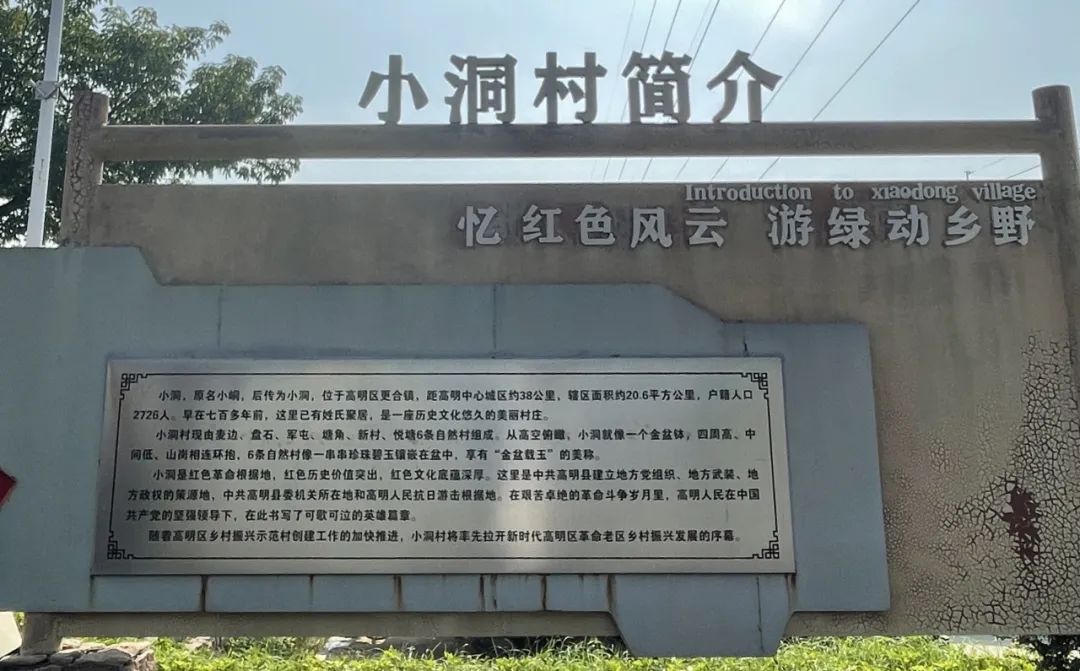 小洞村简介
Introduction to xiaodong village
忆红色风云 游绿动乡野
小洞，原名小峒，后传为小洞，位于高明区更合镇，距高明中心城区约38公里，辖区面积约20.6平方公里，户籍人口
2726人。早在七百多年前，这里已有姓氏聚居，是一座历史文化悠久的美丽村庄。
小洞村现由麦边、盘石、军屯、塘角、新村、悦塘6条自然村组成。从高空俯瞰，小洞就像一个金盆钵，四周高、中
间低、山岗相连环抱，6条自然村像一串串珍珠碧玉镶嵌在盆中，享有“金盆载玉”的美称。
小洞是红色革命根据地，红色历史价值突出，红色文化底蕴深厚。这里是中共高明县建立地方党组织、地方武装、地
方政权的策源地，中共高明县委机关所在地和高明人民抗日游击根据地。在艰苦卓绝的革命斗争岁月里，高明人民在中国
共产党的坚强领导下，在此书写了可歌可泣的英雄篇章。
随着高明区乡村振兴示范村创建工作的加快推进，小洞村将率先拉开新时代高明区革命老区乡村振兴发展的序幕。